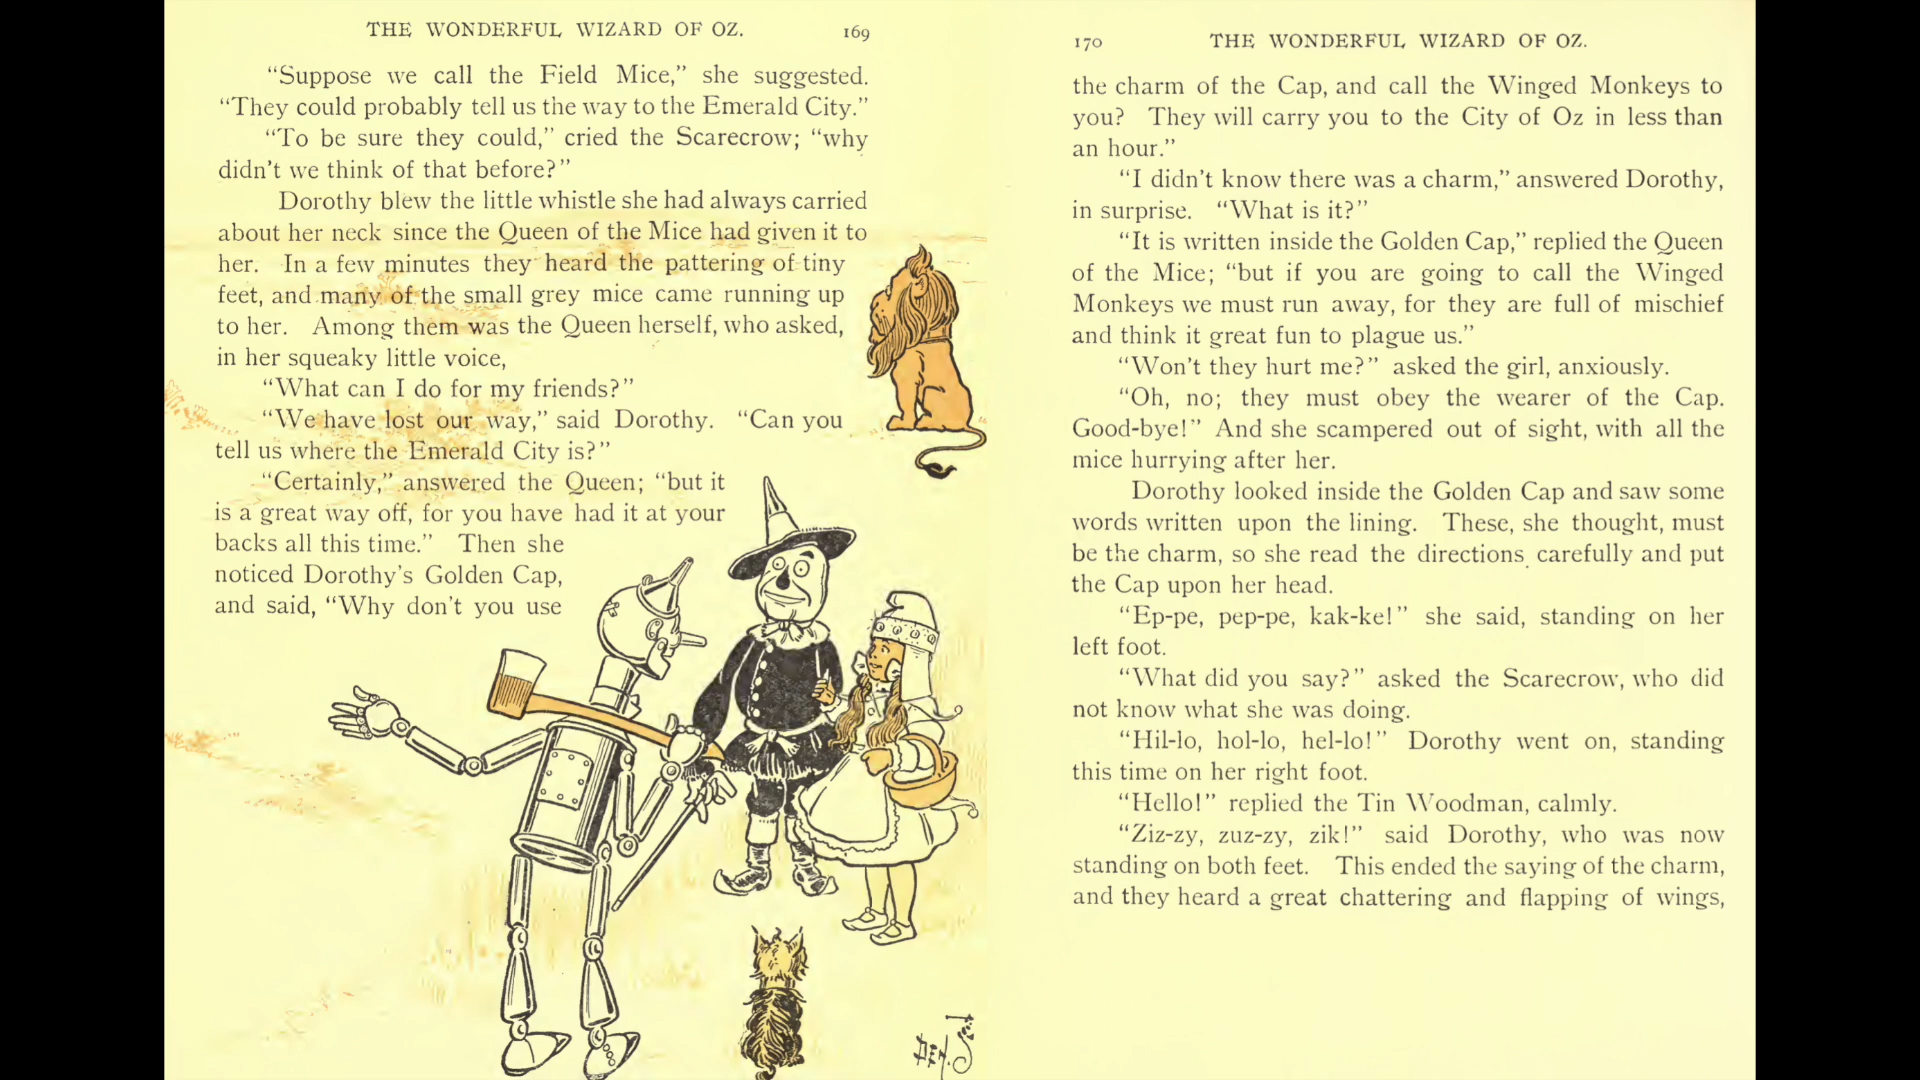 THE WONDERFUL WIZARD OF OZ. 169
“Suppose we call the Field Mice,” she suggested.
“They could probably tell us the way to the Emerald City.”
“To be sure they could,” cried the Scarecrow; “why
didn't we think of that before?”
Dorothy blew the little whistle she had always carried
about her neck since the Queen of the Mice had given it to
her. In a few minutes they heard the pattering of tiny
feet, and many of the small grey mice came running up
to her. Among them was the Queen herself, who asked,
in her squeaky little voice,
“What can I do for my friends?”
“We have lost our way,” said Dorothy. “Can you
tell us where the Emerald City is?”
“Certainly,” answered the Queen; “but it
is a great way off, for you have had it at your
backs all this time.” Then she
noticed Dorothy's Golden Cap,
and said, “Why don't you use
170 THE WONDERFUL WIZARD OF OZ.
the charm of the Cap, and call the Winged Monkeys to
you? They will carry you to the City of Oz in less than
an hour.”
“I didn't know there was a charm,” answered Dorothy,
in surprise. “What is it?”
“It is written inside the Golden Cap,” replied the Queen
of the Mice; “but if you are going to call the Winged
Monkeys we must run away, for they are full of mischief
and think it great fun to plague us.”
“Won't they hurt me?” asked the girl, anxiously.
“Oh, no; they must obey the wearer of the Cap.
Good-bye!” And she scampered out of sight, with all the
mice hurrying after her.
Dorothy looked inside the Golden Cap and saw some
words written upon the lining. These, she thought, must
be the charm, so she read the directions carefully and put
the Cap upon her head.
“Ep-pe, pep-pe, kak-ke!” she said, standing on her
left foot.
“What did you say?” asked the Scarecrow, who did
not know what she was doing.
“Hil-lo, hol-lo, hel-lo!” Dorothy went on, standing
this time on her right foot.
“Hello!” replied the Tin Woodman, calmly.
“Ziz-zy, zuz-zy, zik!” said Dorothy, who was now
standing on both feet. This ended the saying of the charm,
and they heard a great chattering and flapping of wings,